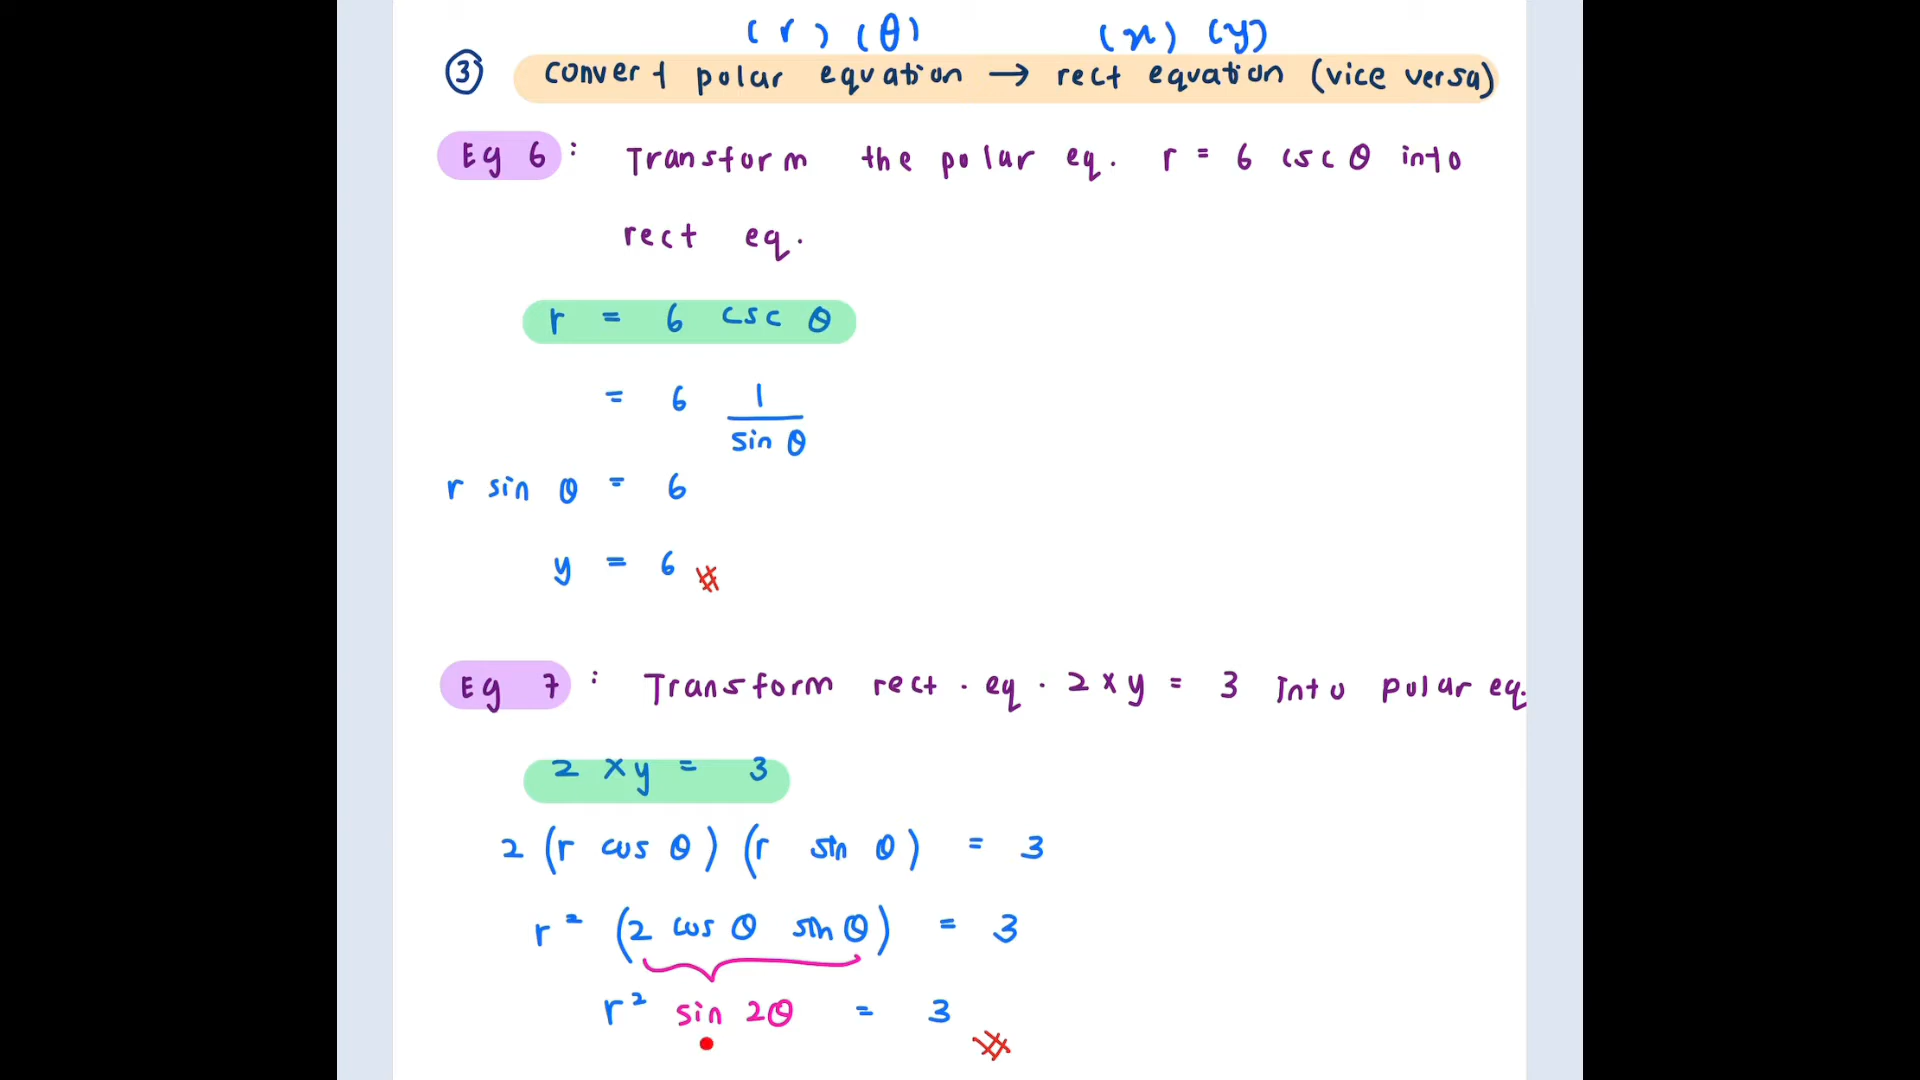 (r) (θ) (x) (y)
③ convert polar equation → rect equation (vice versa)
Eg 6 : Transform the polar eq. r = 6 csc θ into
rect eq.
r = 6 csc θ
= 6 1/sin θ
r sin θ = 6
y = 6 #
Eg 7 : Transform rect. eq. 2xy = 3 into polar eq.
2xy = 3
2 (r cos θ) (r sin θ) = 3
r² (2 cos θ sin θ) = 3
r² sin 2θ = 3 #